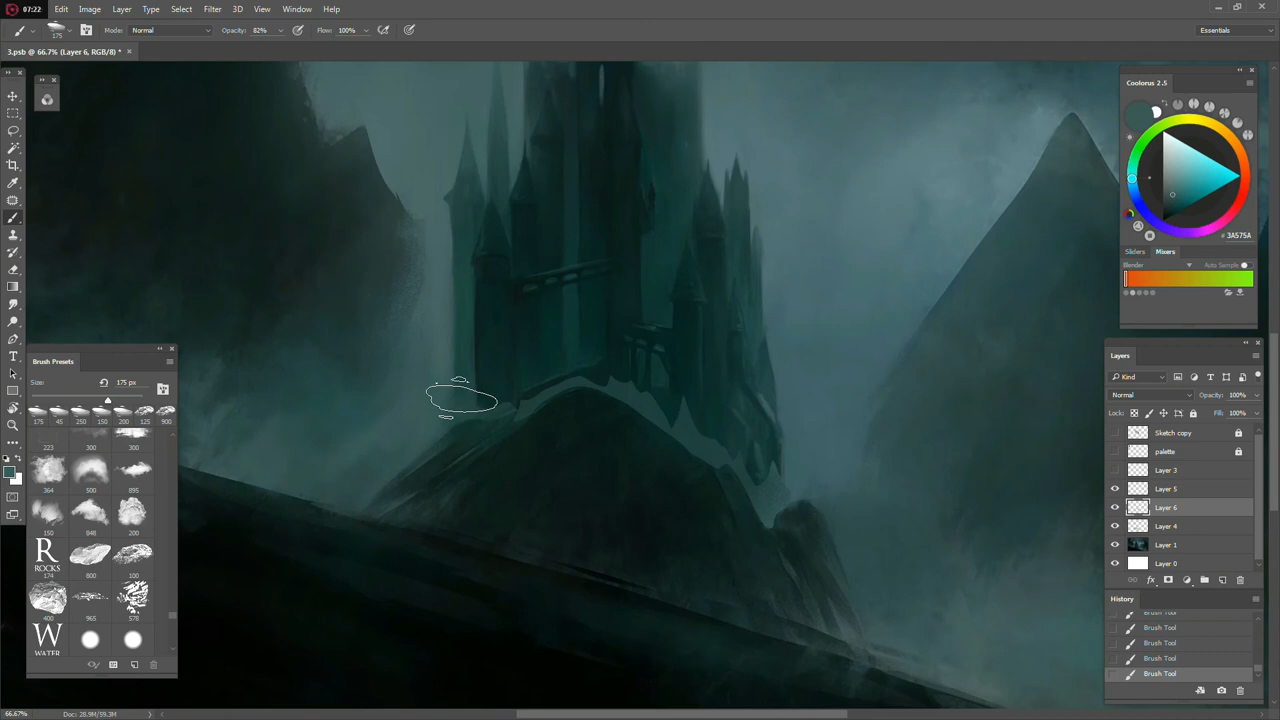 07:22 Edit Image Layer Type Select Filter 3D View Window Help
175 Mode: Normal Opacity: 82% Flow: 100% Essentials
3.psb @ 66.7% (Layer 6, RGB/8) *
Coolorus 2.5
# 3A575A
Sliders Mixers
Blender Auto Sample
Brush Presets
Size: 175 px
175 45 250 150 200 125 900
223 300 300
364 500 895
150 948 200
R
ROCKS
174 800 100
400 965 578
W
WATER
Layers
Kind
Normal Opacity: 100%
Lock: Fill: 100%
Sketch copy
palette
Layer 3
Layer 5
Layer 6
Layer 4
Layer 1
Layer 0
History
Brush Tool
Brush Tool
Brush Tool
Brush Tool
Brush Tool
66.67% Doc: 28.9M/59.3M